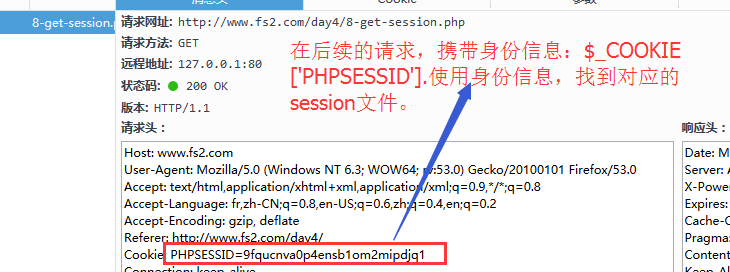 消息头
Cookie
参数
8-get-session.p
请求网址: http://www.fs2.com/day4/8-get-session.php
请求方法: GET
远程地址: 127.0.0.1:80
状态码: 200 OK
版本: HTTP/1.1
在后续的请求，携带身份信息：$_COOKIE
['PHPSESSID'].使用身份信息，找到对应的
session文件。
请求头：
响应头：
Host: www.fs2.com
User-Agent: Mozilla/5.0 (Windows NT 6.3; WOW64; rv:53.0) Gecko/20100101 Firefox/53.0
Accept: text/html,application/xhtml+xml,application/xml;q=0.9,*/*;q=0.8
Accept-Language: fr,zh-CN;q=0.8,en-US;q=0.6,zh;q=0.4,en;q=0.2
Accept-Encoding: gzip, deflate
Referer: http://www.fs2.com/day4/
Cookie: PHPSESSID=9fqucnva0p4ensb1om2mipdjq1
Connection: keep-alive
Date: M
Server: A
X-Power
Expires:
Cache-C
Pragma:
Content
Keep-Al